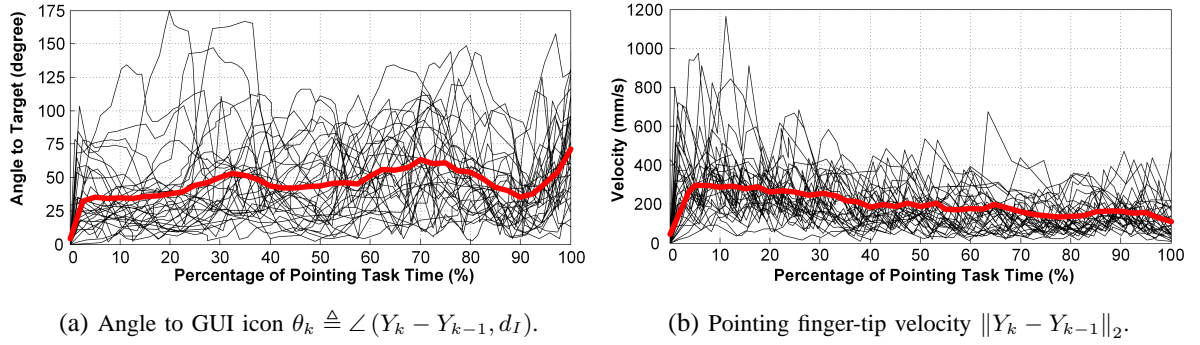 175
150
125
100
75
50
25
0
0 10 20 30 40 50 60 70 80 90 100
Angle to Target (degree)
Percentage of Pointing Task Time (%)
(a) Angle to GUI icon θ_k ≜ ∠ (Y_k − Y_{k−1}, d_I).
1200
1000
800
600
400
200
0
0 10 20 30 40 50 60 70 80 90 100
Velocity (mm/s)
Percentage of Pointing Task Time (%)
(b) Pointing finger-tip velocity ‖Y_k − Y_{k−1}‖_2.